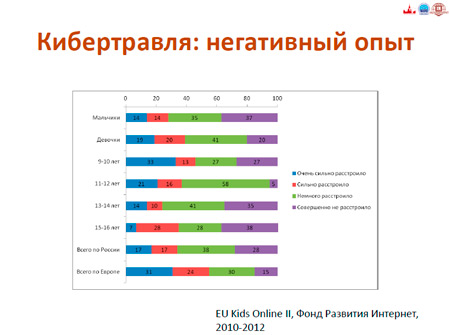 Кибертравля: негативный опыт
0 20 40 60 80 100
Мальчики 14 14 35 37
Девочки 19 20 41 20
9-10 лет 33 13 27 27
11-12 лет 21 16 58 5
13-14 лет 14 10 41 35
15-16 лет 7 28 28 38
Всего по России 17 17 38 28
Всего по Европе 31 24 30 15
Очень сильно расстроило
Сильно расстроило
Немного расстроило
Совершенно не расстроило
EU Kids Online II, Фонд Развития Интернет,
2010-2012